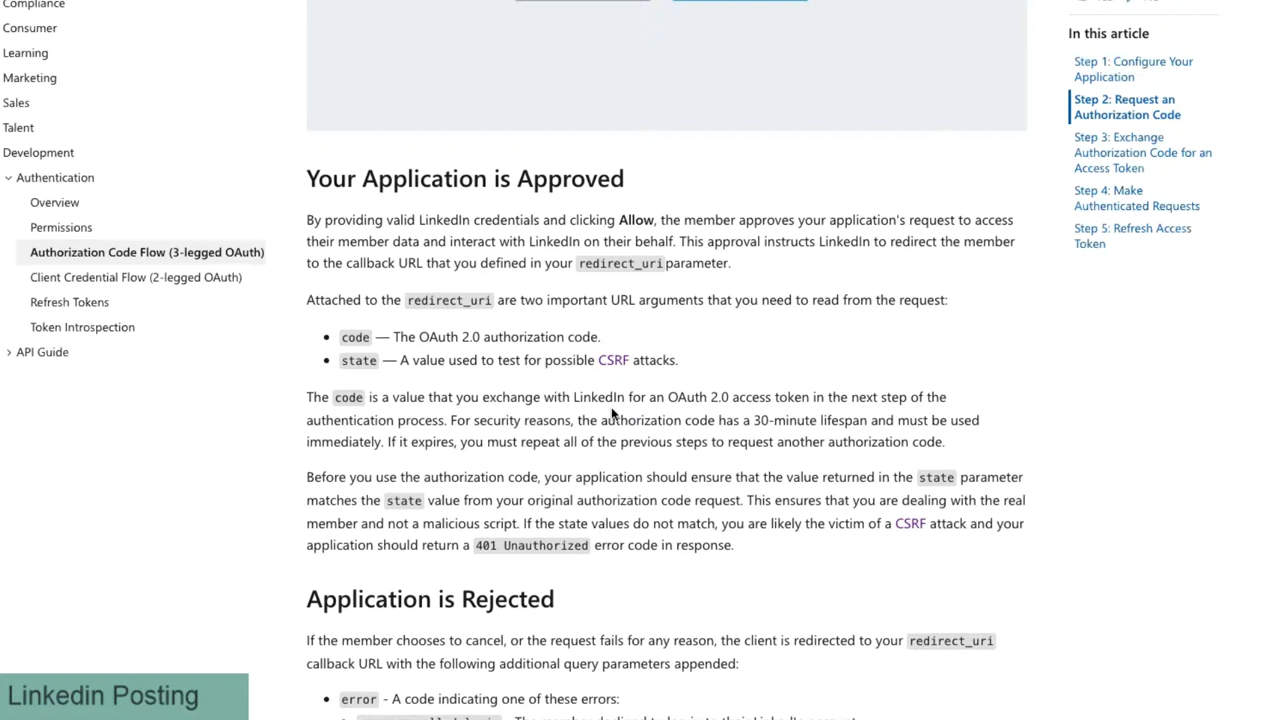 Compliance
Consumer
Learning
Marketing
Sales
Talent
Development
Authentication
Overview
Permissions
Authorization Code Flow (3-legged OAuth)
Client Credential Flow (2-legged OAuth)
Refresh Tokens
Token Introspection
API Guide
Your Application is Approved
By providing valid LinkedIn credentials and clicking Allow, the member approves your application's request to access
their member data and interact with LinkedIn on their behalf. This approval instructs LinkedIn to redirect the member
to the callback URL that you defined in your redirect_uri parameter.
Attached to the redirect_uri are two important URL arguments that you need to read from the request:
• code — The OAuth 2.0 authorization code.
• state — A value used to test for possible CSRF attacks.
The code is a value that you exchange with LinkedIn for an OAuth 2.0 access token in the next step of the
authentication process. For security reasons, the authorization code has a 30-minute lifespan and must be used
immediately. If it expires, you must repeat all of the previous steps to request another authorization code.
Before you use the authorization code, your application should ensure that the value returned in the state parameter
matches the state value from your original authorization code request. This ensures that you are dealing with the real
member and not a malicious script. If the state values do not match, you are likely the victim of a CSRF attack and your
application should return a 401 Unauthorized error code in response.
Application is Rejected
If the member chooses to cancel, or the request fails for any reason, the client is redirected to your redirect_uri
callback URL with the following additional query parameters appended:
• error - A code indicating one of these errors:
In this article
Step 1: Configure Your
Application
Step 2: Request an
Authorization Code
Step 3: Exchange
Authorization Code for an
Access Token
Step 4: Make
Authenticated Requests
Step 5: Refresh Access
Token
Linkedin Posting